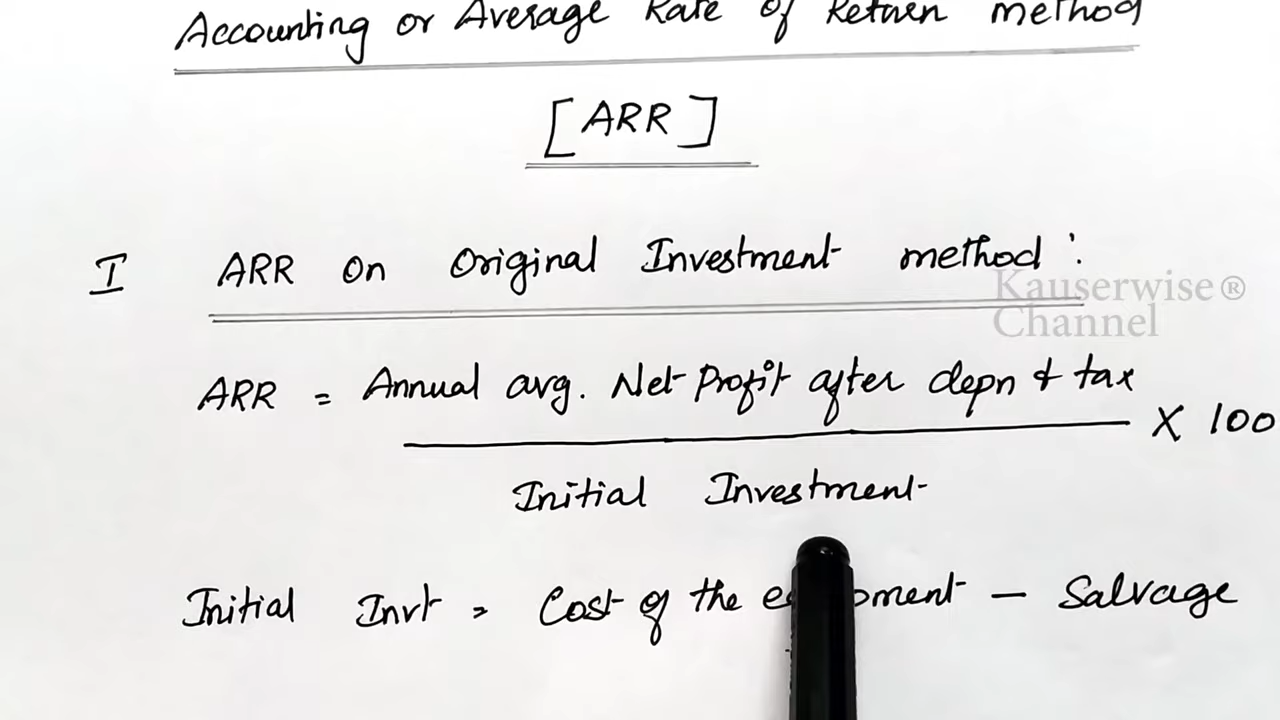 Accounting or Average Rate of Return method
[ARR]
I ARR on Original Investment method :
Kauserwise®
Channel
ARR = Annual avg. Net Profit after depn & tax
X 100
Initial Investment
Initial Invt = Cost of the - Salvage